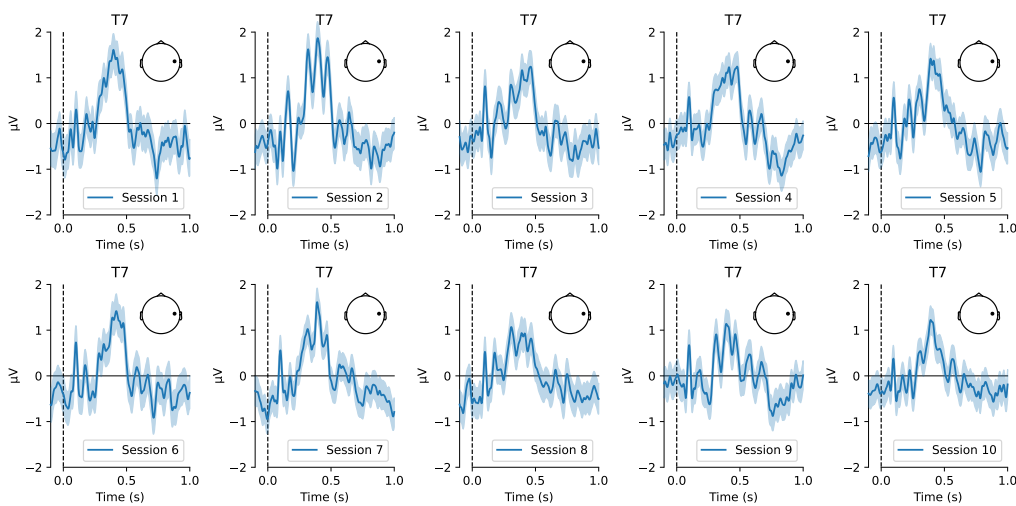 T7 T7 T7 T7 T7
2 2 2 2 2
1 1 1 1 1
µV µV µV µV µV
0 0 0 0 0
−1 −1 −1 −1 −1
Session 1 Session 2 Session 3 Session 4 Session 5
−2 −2 −2 −2 −2
0.0 0.5 1.0 0.0 0.5 1.0 0.0 0.5 1.0 0.0 0.5 1.0 0.0 0.5 1.0
Time (s) Time (s) Time (s) Time (s) Time (s)
T7 T7 T7 T7 T7
2 2 2 2 2
1 1 1 1 1
µV µV µV µV µV
0 0 0 0 0
−1 −1 −1 −1 −1
Session 6 Session 7 Session 8 Session 9 Session 10
−2 −2 −2 −2 −2
0.0 0.5 1.0 0.0 0.5 1.0 0.0 0.5 1.0 0.0 0.5 1.0 0.0 0.5 1.0
Time (s) Time (s) Time (s) Time (s) Time (s)